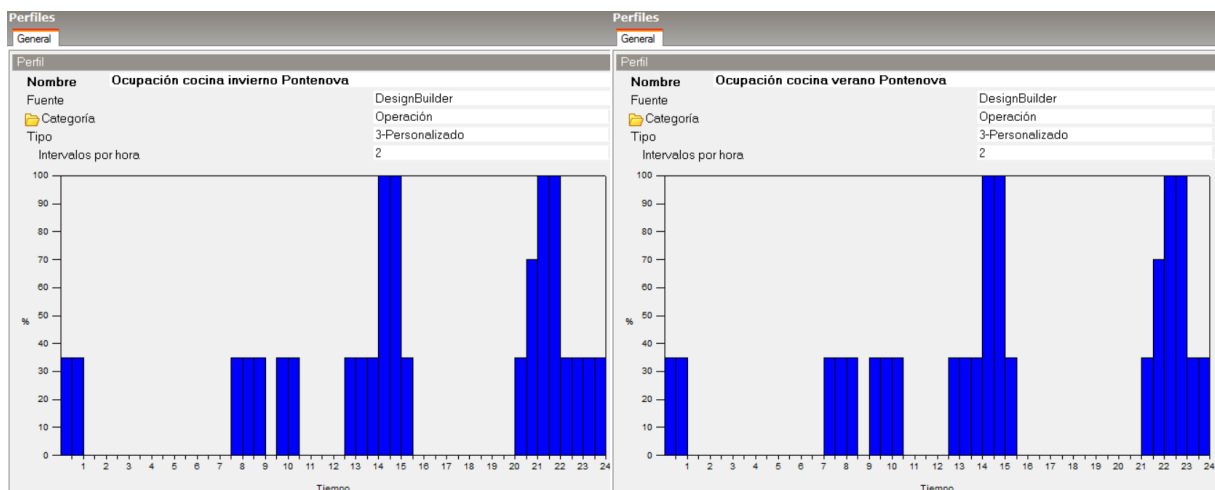 Perfiles
General
Perfil
Nombre Ocupación cocina invierno Pontenova
Fuente DesignBuilder
Categoría Operación
Tipo 3-Personalizado
Intervalos por hora 2
100
90
80
70
60
50
%
40
30
20
10
0
1 2 3 4 5 6 7 8 9 10 11 12 13 14 15 16 17 18 19 20 21 22 23 24
Tiempo
Perfiles
General
Perfil
Nombre Ocupación cocina verano Pontenova
Fuente DesignBuilder
Categoría Operación
Tipo 3-Personalizado
Intervalos por hora 2
100
90
80
70
60
50
%
40
30
20
10
0
1 2 3 4 5 6 7 8 9 10 11 12 13 14 15 16 17 18 19 20 21 22 23 24
Tiempo